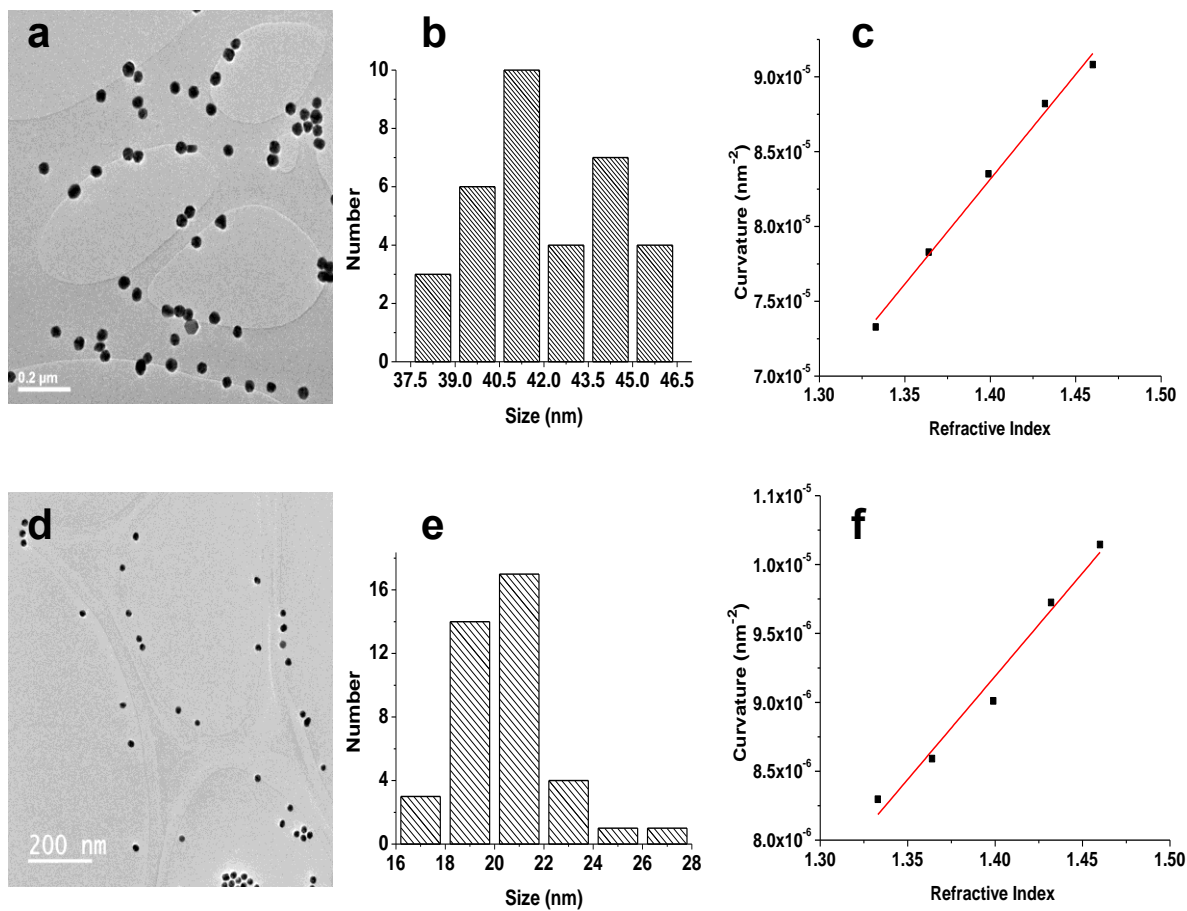 a
0.2 μm
b
Number
10
8
6
4
2
0
37.5 39.0 40.5 42.0 43.5 45.0 46.5
Size (nm)
c
Curvature (nm⁻²)
9.0x10⁻⁵
8.5x10⁻⁵
8.0x10⁻⁵
7.5x10⁻⁵
7.0x10⁻⁵
1.30 1.35 1.40 1.45 1.50
Refractive Index
d
200 nm
e
Number
16
12
8
4
0
16 18 20 22 24 26 28
Size (nm)
f
Curvature (nm⁻²)
1.1x10⁻⁵
1.0x10⁻⁵
9.5x10⁻⁶
9.0x10⁻⁶
8.5x10⁻⁶
8.0x10⁻⁶
1.30 1.35 1.40 1.45 1.50
Refractive Index